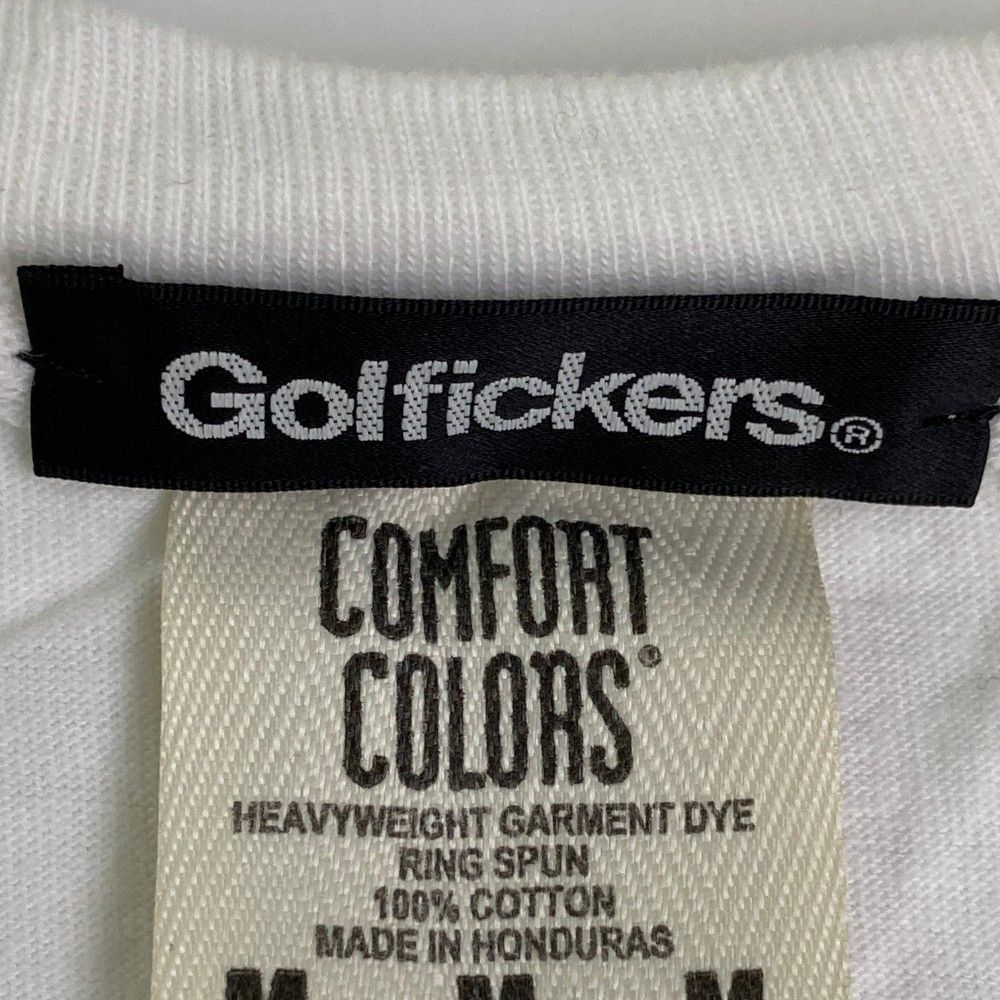 Golfickers®
COMFORT
COLORS®
HEAVYWEIGHT GARMENT DYE
RING SPUN
100% COTTON
MADE IN HONDURAS
M M M